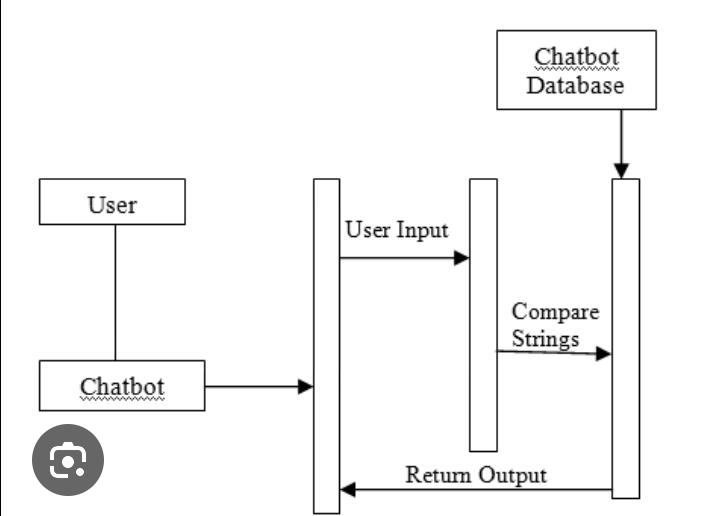 Chatbot
Database
User
User Input
Compare
Strings
Chatbot
Return Output